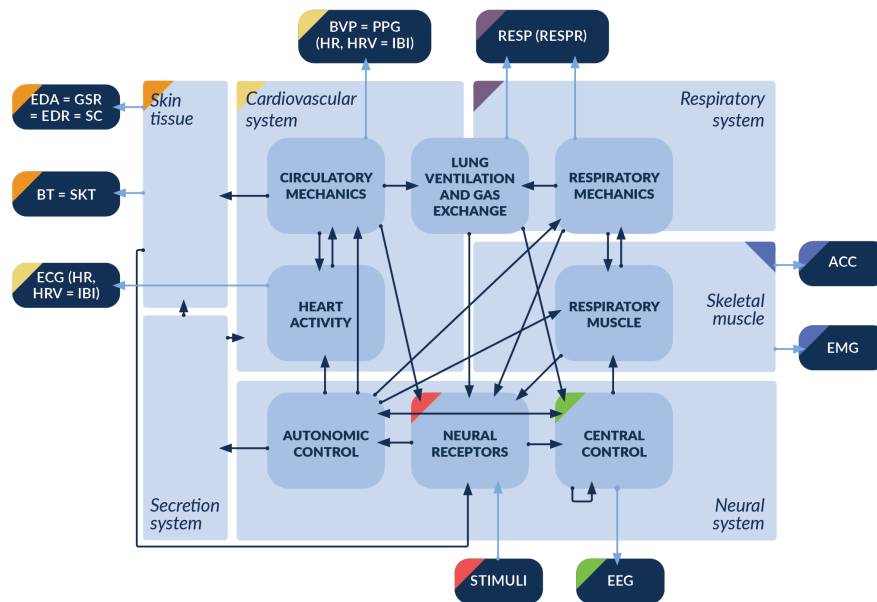 BVP = PPG
(HR, HRV = IBI)
RESP (RESPR)
EDA = GSR
= EDR = SC
Skin
tissue
Cardiovascular
system
Respiratory
system
CIRCULATORY
MECHANICS
LUNG
VENTILATION
AND GAS
EXCHANGE
RESPIRATORY
MECHANICS
BT = SKT
ECG (HR,
HRV = IBI)
HEART
ACTIVITY
RESPIRATORY
MUSCLE
Skeletal
muscle
ACC
EMG
AUTONOMIC
CONTROL
NEURAL
RECEPTORS
CENTRAL
CONTROL
Secretion
system
Neural
system
STIMULI
EEG